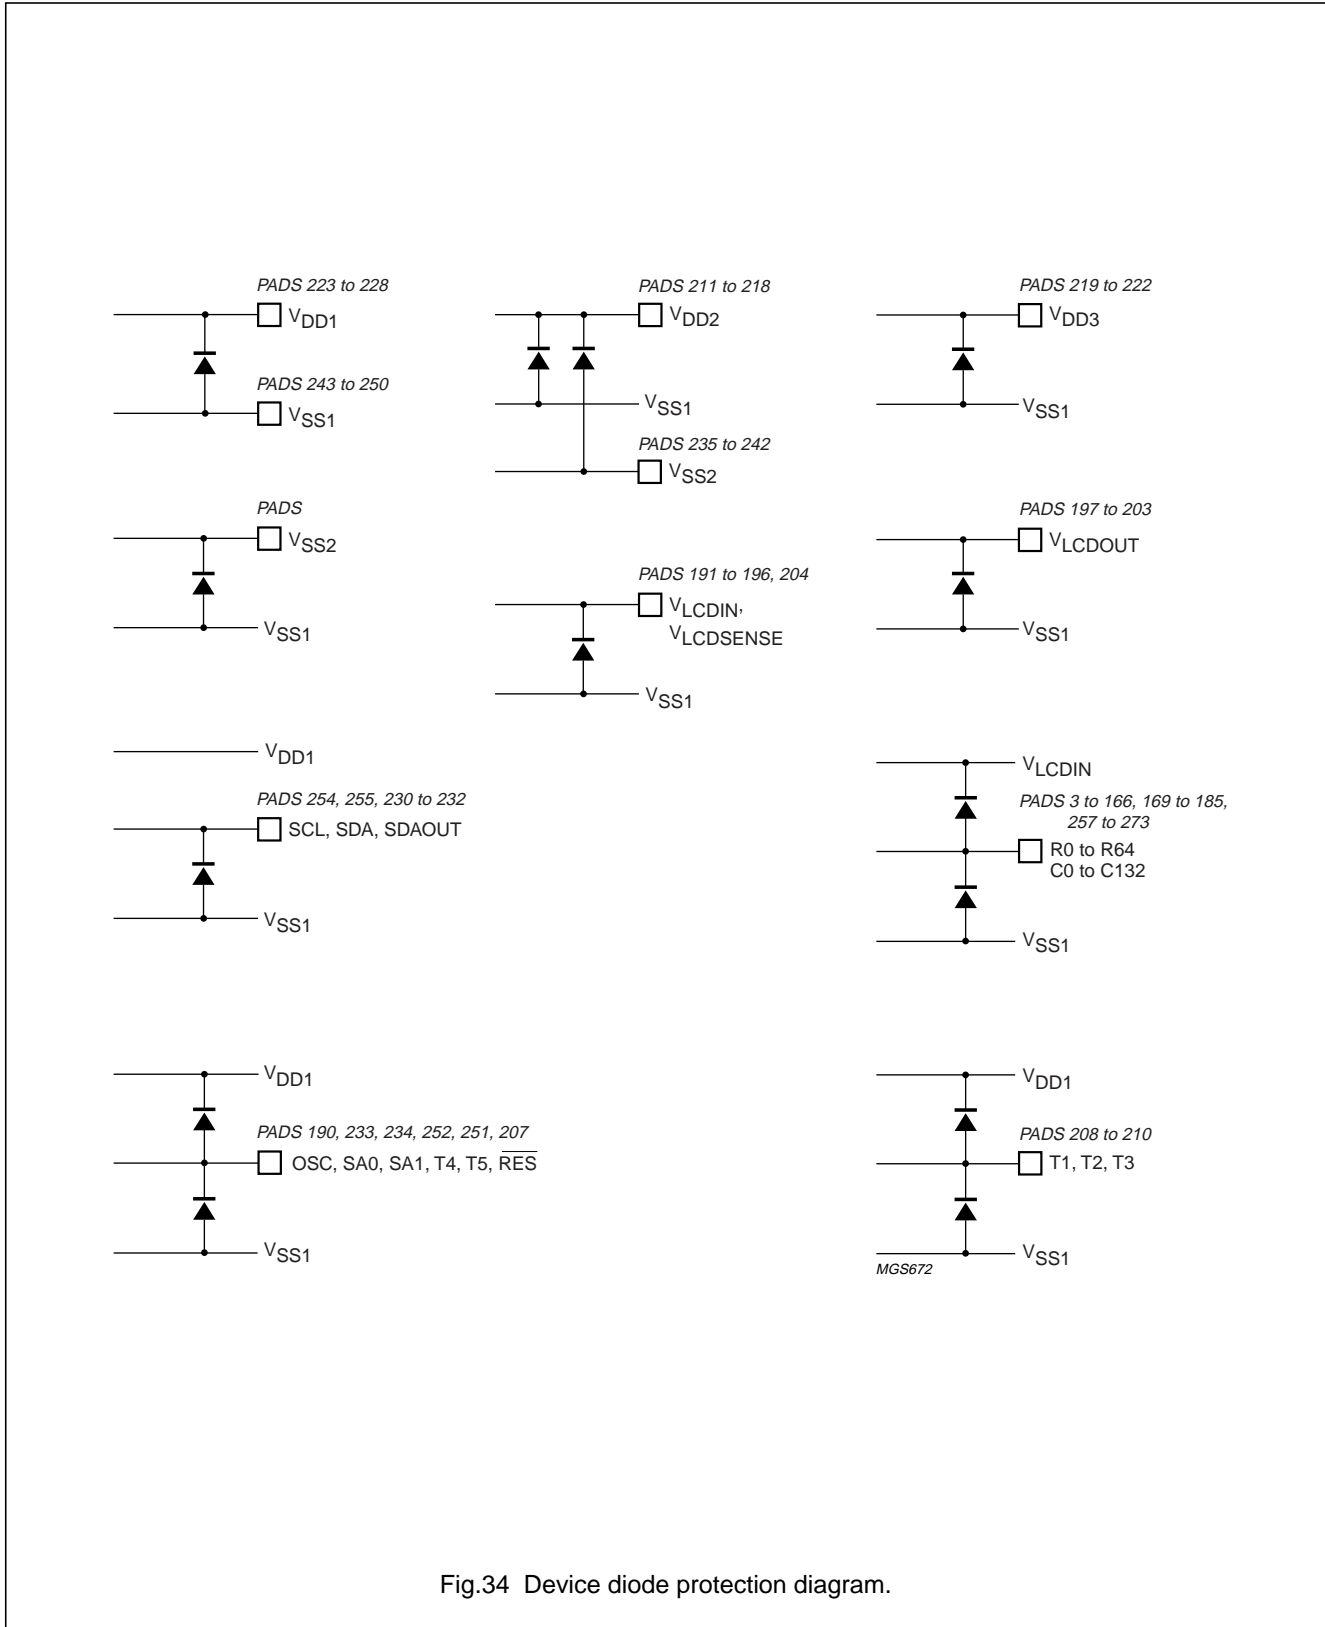 PADS 223 to 228
VDD1
PADS 243 to 250
VSS1
PADS 211 to 218
VDD2
VSS1
PADS 235 to 242
VSS2
PADS 219 to 222
VDD3
VSS1
PADS
VSS2
VSS1
PADS 191 to 196, 204
VLCDIN,
VLCDSENSE
VSS1
PADS 197 to 203
VLCDOUT
VSS1
VDD1
PADS 254, 255, 230 to 232
SCL, SDA, SDAOUT
VSS1
VLCDIN
PADS 3 to 166, 169 to 185,
257 to 273
R0 to R64
C0 to C132
VSS1
VDD1
PADS 190, 233, 234, 252, 251, 207
OSC, SA0, SA1, T4, T5, R̅E̅S̅
VSS1
VDD1
PADS 208 to 210
T1, T2, T3
VSS1
MGS672
Fig.34 Device diode protection diagram.